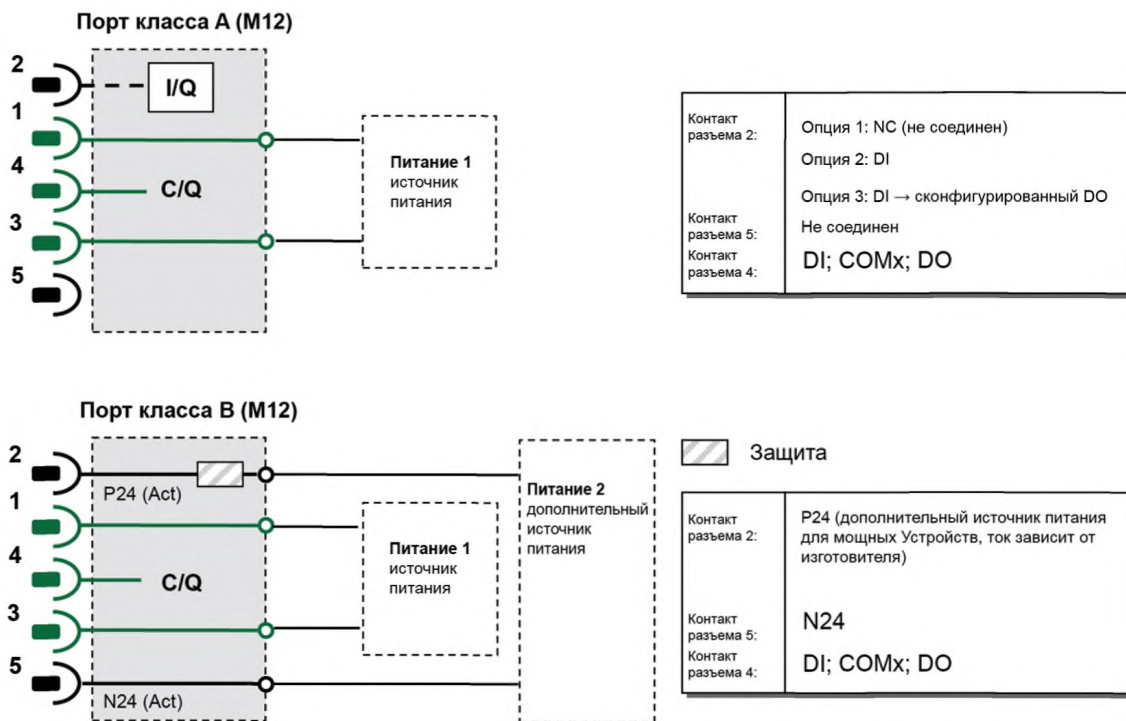 Порт класса A (M12)
2
I/Q
1
4
C/Q
3
5
Питание 1
источник
питания
Контакт
разъема 2:
Опция 1: NC (не соединен)
Опция 2: DI
Опция 3: DI → сконфигурированный DO
Контакт
разъема 5:
Не соединен
Контакт
разъема 4:
DI; COMx; DO
Порт класса B (M12)
2
P24 (Act)
1
4
C/Q
3
5
N24 (Act)
Питание 1
источник
питания
Питание 2
дополнительный
источник
питания
Защита
Контакт
разъема 2:
P24 (дополнительный источник питания
для мощных Устройств, ток зависит от
изготовителя)
Контакт
разъема 5:
N24
Контакт
разъема 4:
DI; COMx; DO